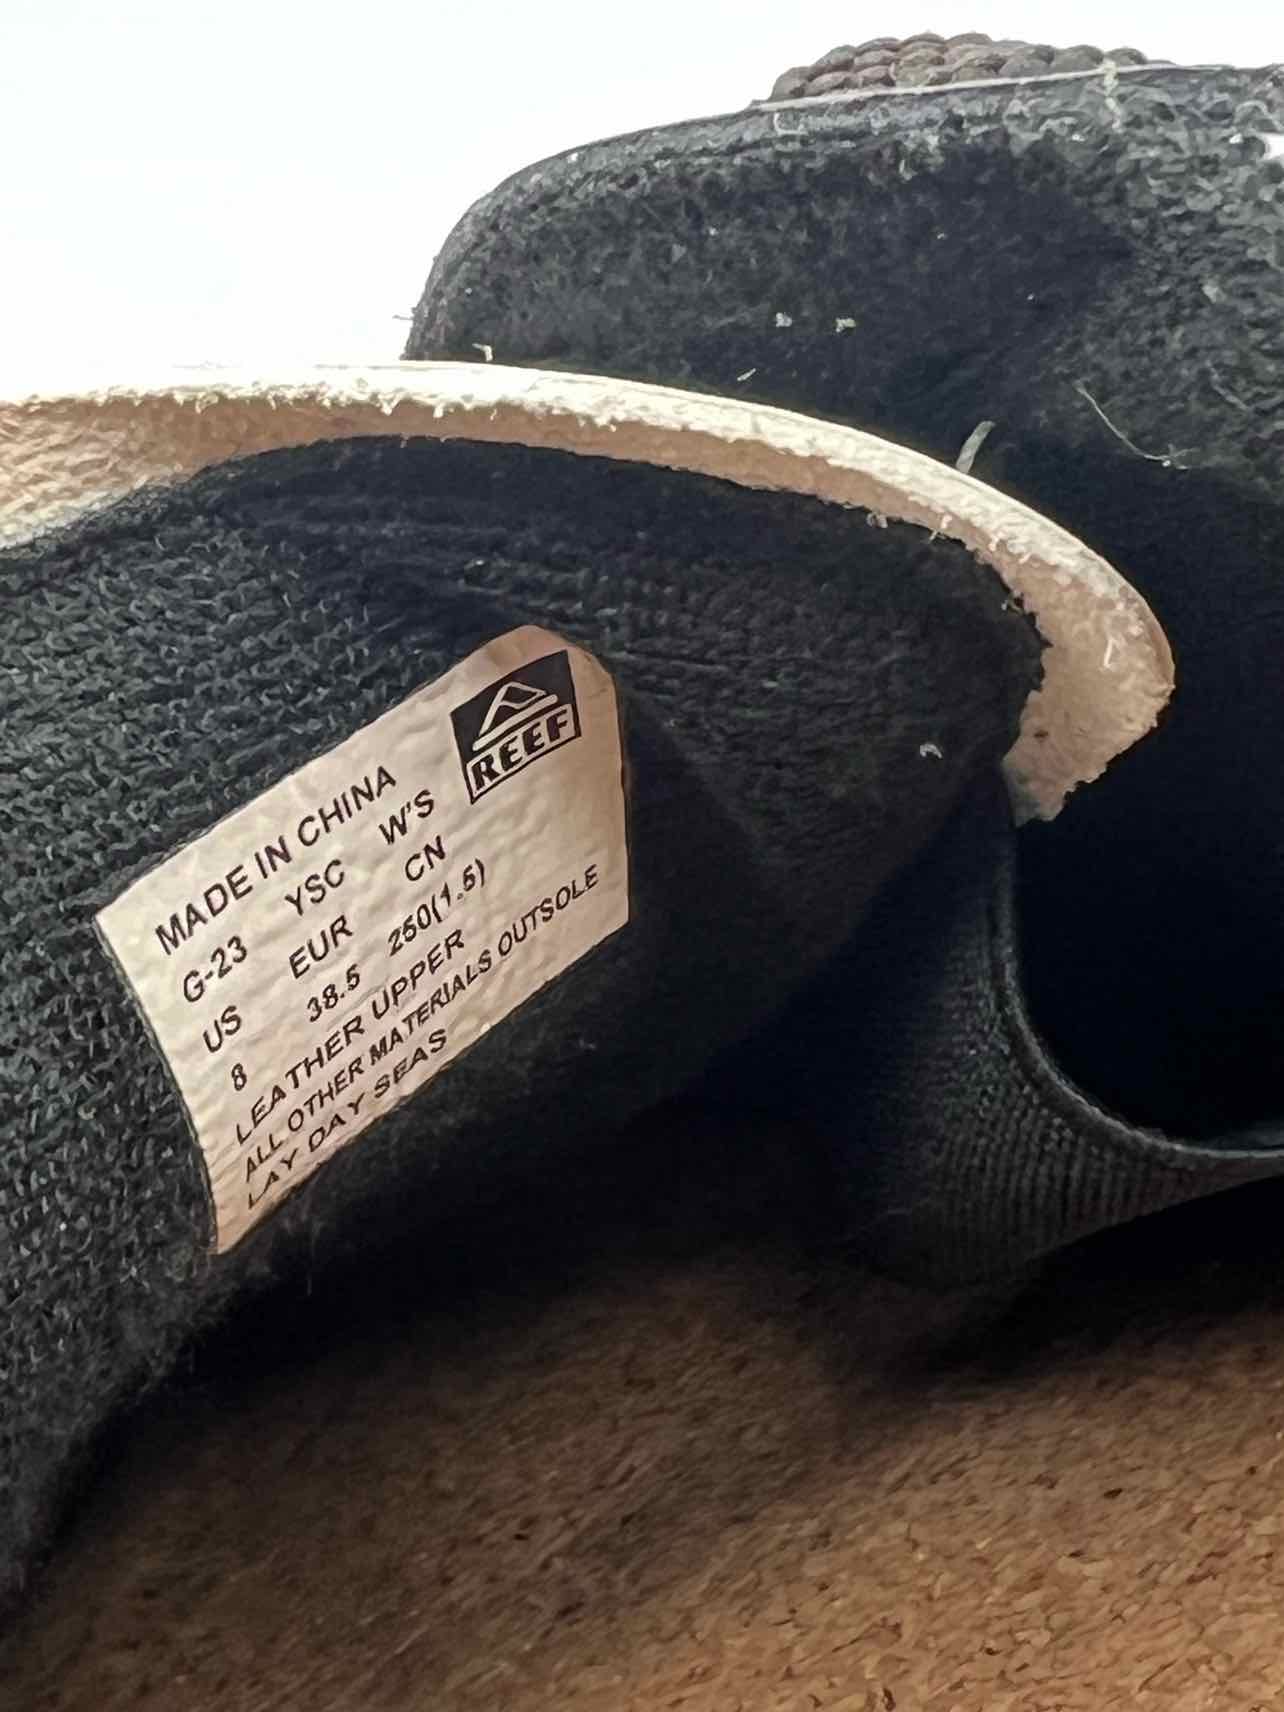 REEF
MADE IN CHINA
G-23 YSC W'S
US EUR CN
8 38.5 250(1.5)
LEATHER UPPER
ALL OTHER MATERIALS OUTSOLE
LAY DAY SEAS